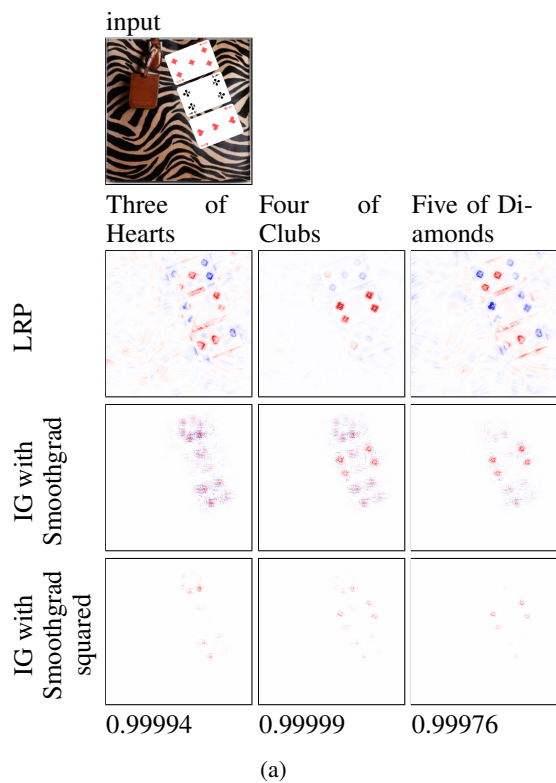 input
Three of
Hearts
Four of
Clubs
Five of Di-
amonds
LRP
IG with
Smoothgrad
IG with
Smoothgrad
squared
0.99994
0.99999
0.99976
(a)